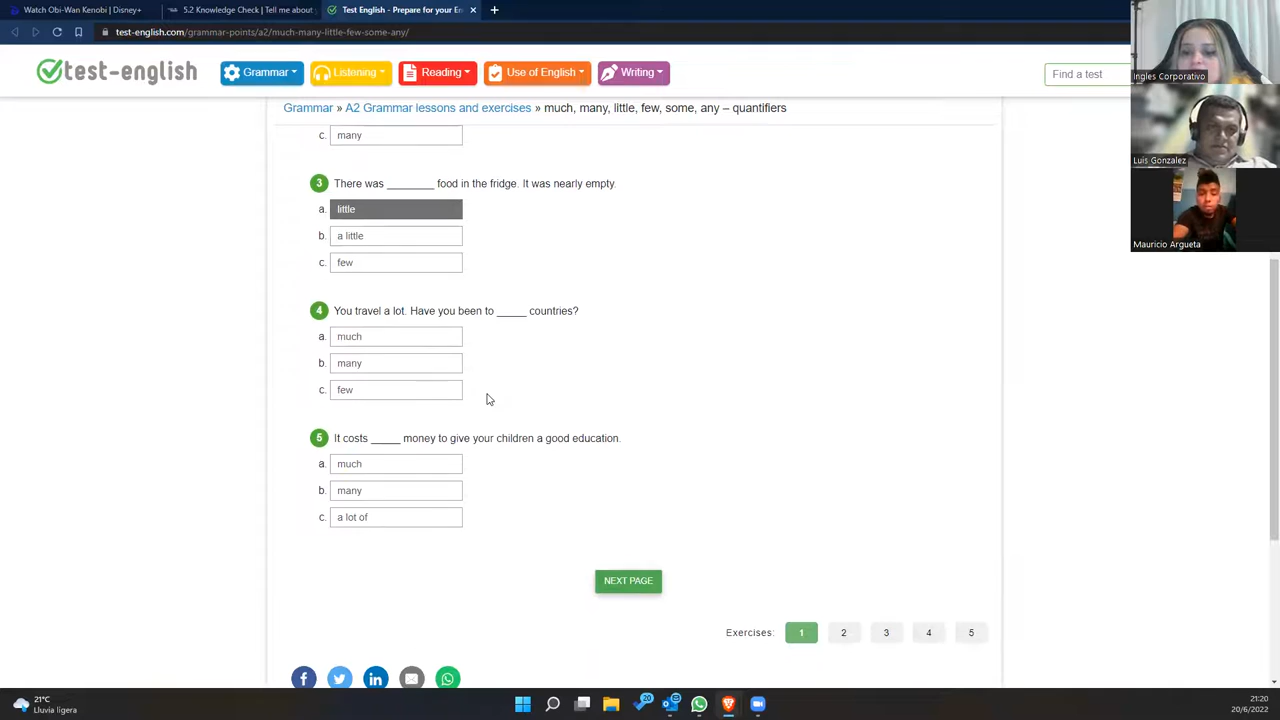 Watch Obi-Wan Kenobi | Disney+
5.2 Knowledge Check | Tell me about
Test English - Prepare for your En
test-english.com/grammar-points/a2/much-many-little-few-some-any/
test-english
Grammar
Listening
Reading
Use of English
Writing
Find a test
Ingles Corporativo
Luis Gonzalez
Mauricio Argueta
Grammar » A2 Grammar lessons and exercises » much, many, little, few, some, any – quantifiers
c. many
3 There was ________ food in the fridge. It was nearly empty.
a. little
b. a little
c. few
4 You travel a lot. Have you been to _____ countries?
a. much
b. many
c. few
5 It costs _____ money to give your children a good education.
a. much
b. many
c. a lot of
NEXT PAGE
Exercises: 1 2 3 4 5
21°C
Lluvia ligera
20
21:20
20/6/2022